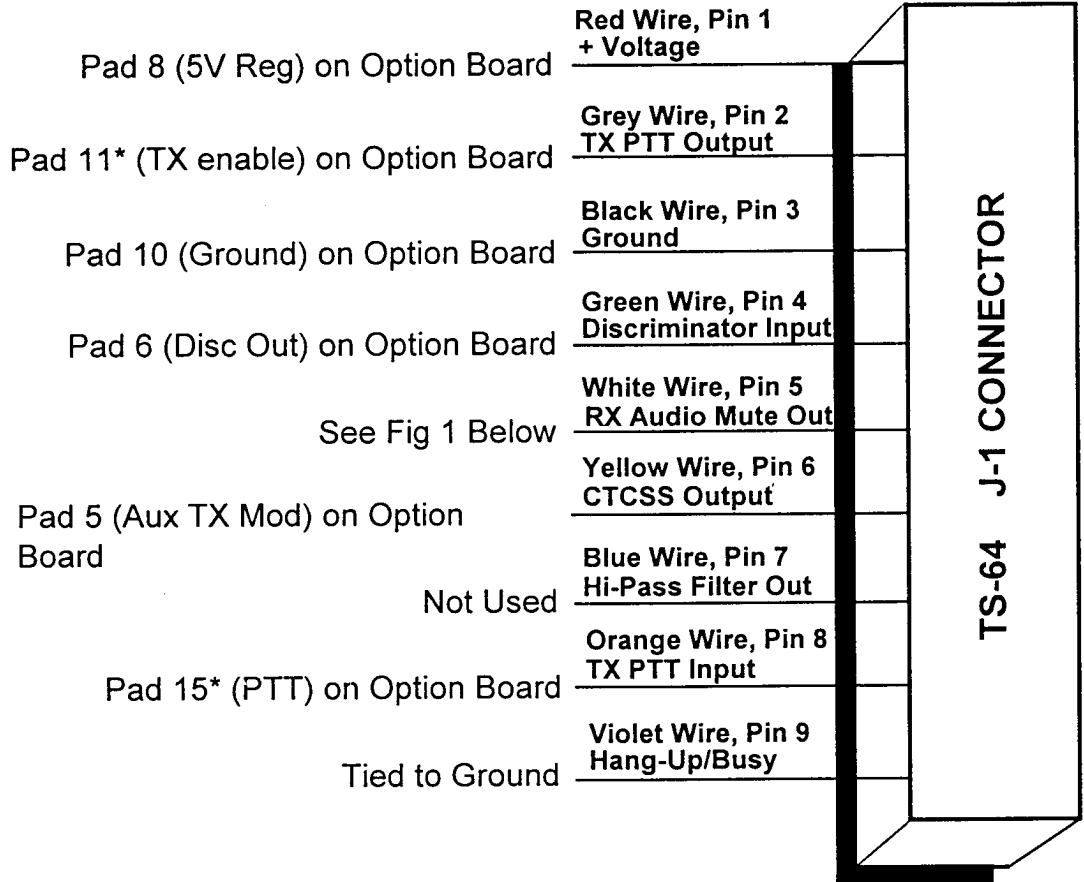 Red Wire, Pin 1
+ Voltage
Pad 8 (5V Reg) on Option Board
Grey Wire, Pin 2
TX PTT Output
Pad 11* (TX enable) on Option Board
Black Wire, Pin 3
Ground
Pad 10 (Ground) on Option Board
Green Wire, Pin 4
Discriminator Input
Pad 6 (Disc Out) on Option Board
White Wire, Pin 5
RX Audio Mute Out
See Fig 1 Below
Yellow Wire, Pin 6
CTCSS Output
Pad 5 (Aux TX Mod) on Option
Board
Blue Wire, Pin 7
Hi-Pass Filter Out
Not Used
Orange Wire, Pin 8
TX PTT Input
Pad 15* (PTT) on Option Board
Violet Wire, Pin 9
Hang-Up/Busy
Tied to Ground
TS-64 J-1 CONNECTOR